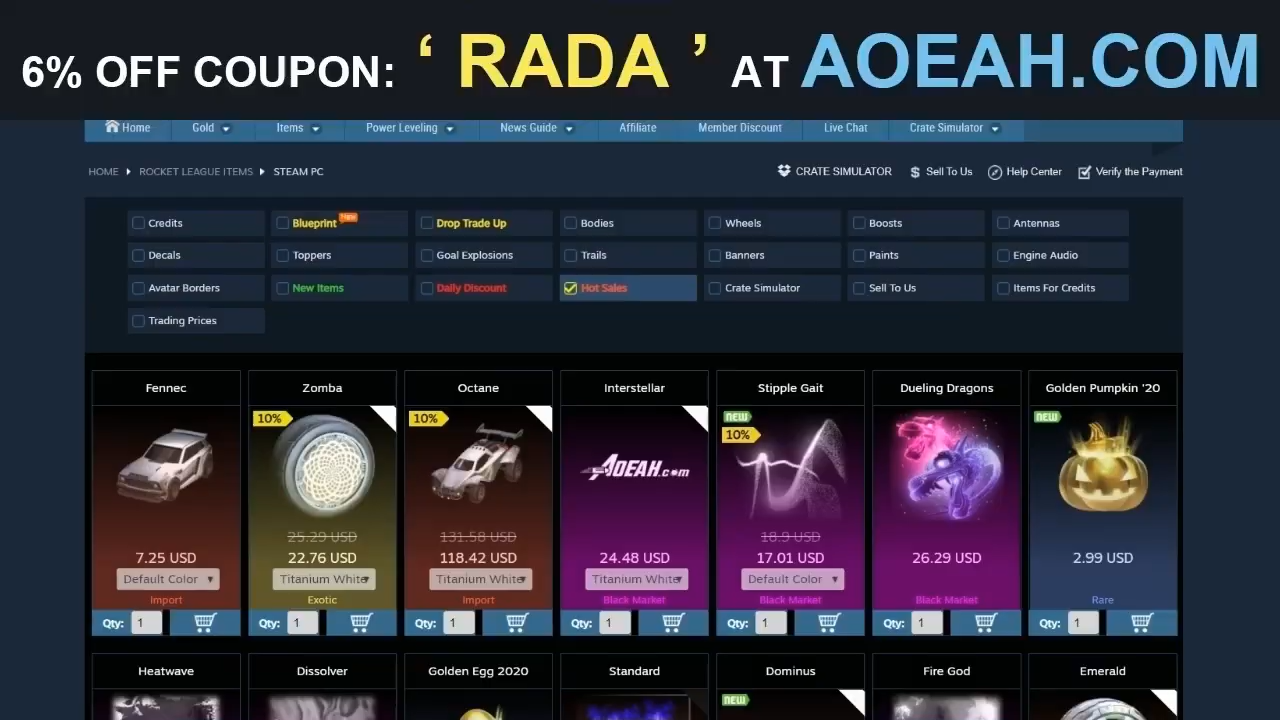 6% OFF COUPON: ‘ RADA ’ AT AOEAH.COM
Home Gold Items Power Leveling News Guide Affiliate Member Discount Live Chat Crate Simulator
HOME ROCKET LEAGUE ITEMS STEAM PC CRATE SIMULATOR Sell To Us Help Center Verify the Payment
Credits Blueprint New Drop Trade Up Bodies Wheels Boosts Antennas
Decals Toppers Goal Explosions Trails Banners Paints Engine Audio
Avatar Borders New Items Daily Discount Hot Sales Crate Simulator Sell To Us Items For Credits
Trading Prices
Fennec Zomba Octane Interstellar Stipple Gait Dueling Dragons Golden Pumpkin '20
NEW NEW
10% 10% 10%
AOEAH.COM
25.29 USD 131.58 USD 18.9 USD
7.25 USD 22.76 USD 118.42 USD 24.48 USD 17.01 USD 26.29 USD 2.99 USD
Default Color Titanium White Titanium White Titanium White Default Color
Import Exotic Import Black Market Black Market Black Market Rare
Qty: 1 Qty: 1 Qty: 1 Qty: 1 Qty: 1 Qty: 1 Qty: 1
Heatwave Dissolver Golden Egg 2020 Standard Dominus Fire God Emerald
NEW